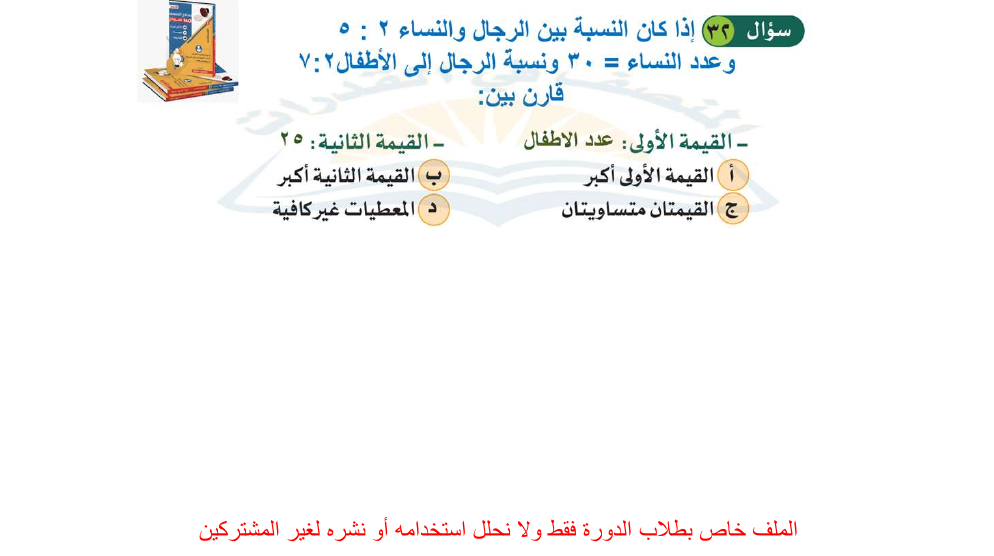 سؤال ٣٢ إذا كان النسبة بين الرجال والنساء ٢ : ٥
وعدد النساء = ٣٠ ونسبة الرجال إلى الأطفال٢:٧
قارن بين:
- القيمة الأولى: عدد الاطفال
- القيمة الثانية: ٢٥
أ القيمة الأولى أكبر
ب القيمة الثانية أكبر
ج القيمتان متساويتان
د المعطيات غير كافية
الملف خاص بطلاب الدورة فقط ولا نحلل استخدامه أو نشره لغير المشتركين